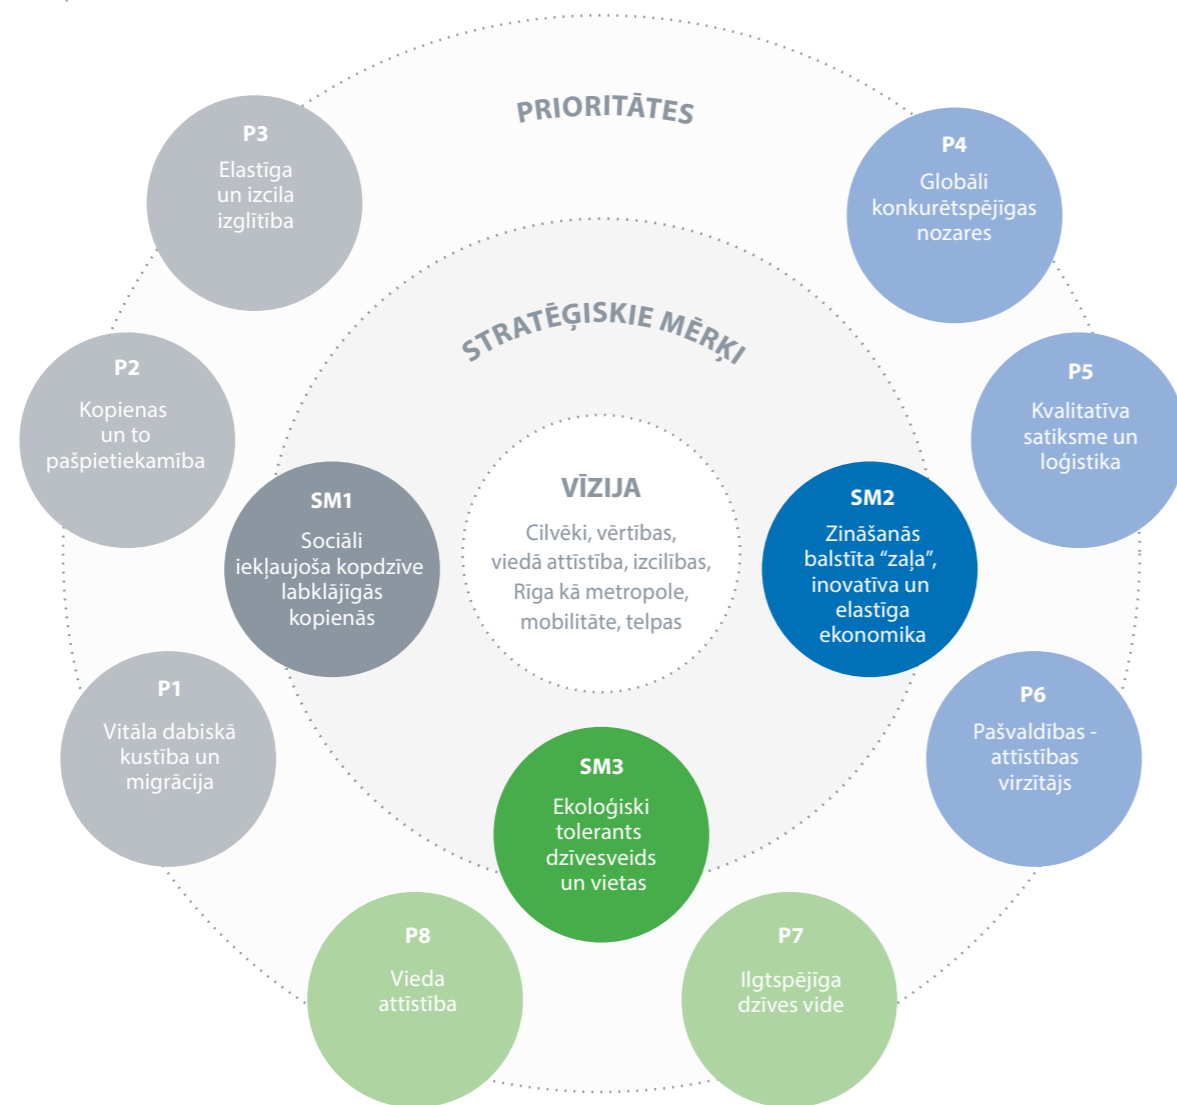 PRIORITĀTES
P3
Elastīga
un izcila
izglītība
P4
Globāli
konkurētspējīgas
nozares
STRATĒĢISKIE MĒRĶI
P2
Kopienas
un to
pašpietiekamība
P5
Kvalitatīva
satiksme un
loģistika
SM1
Sociāli
iekļaujoša kopdzīve
labklājīgās
kopienās
VĪZIJA
Cilvēki, vērtības,
viedā attīstība, izcilības,
Rīga kā metropole,
mobilitāte, telpas
SM2
Zināšanās
balstīta “zaļa”,
inovatīva un
elastīga
ekonomika
P1
Vitāla dabiskā
kustība un
migrācija
P6
Pašvaldības -
attīstības
virzītājs
SM3
Ekoloģiski
tolerants
dzīvesveids
un vietas
P8
Vieda
attīstība
P7
Ilgtspējīga
dzīves vide